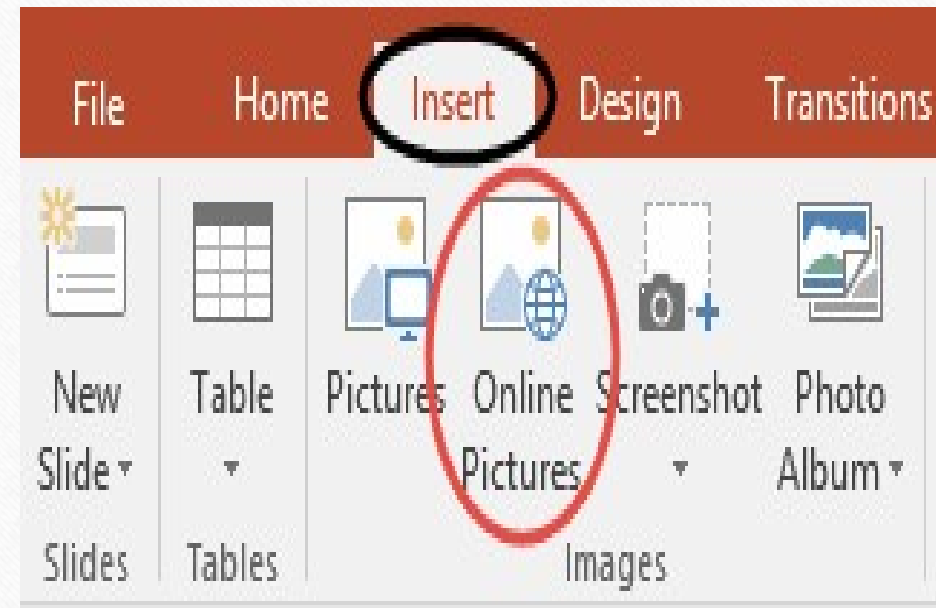 File Home Insert Design Transitions
New Table Pictures Online Screenshot Photo
Slide Pictures Album
Slides Tables Images